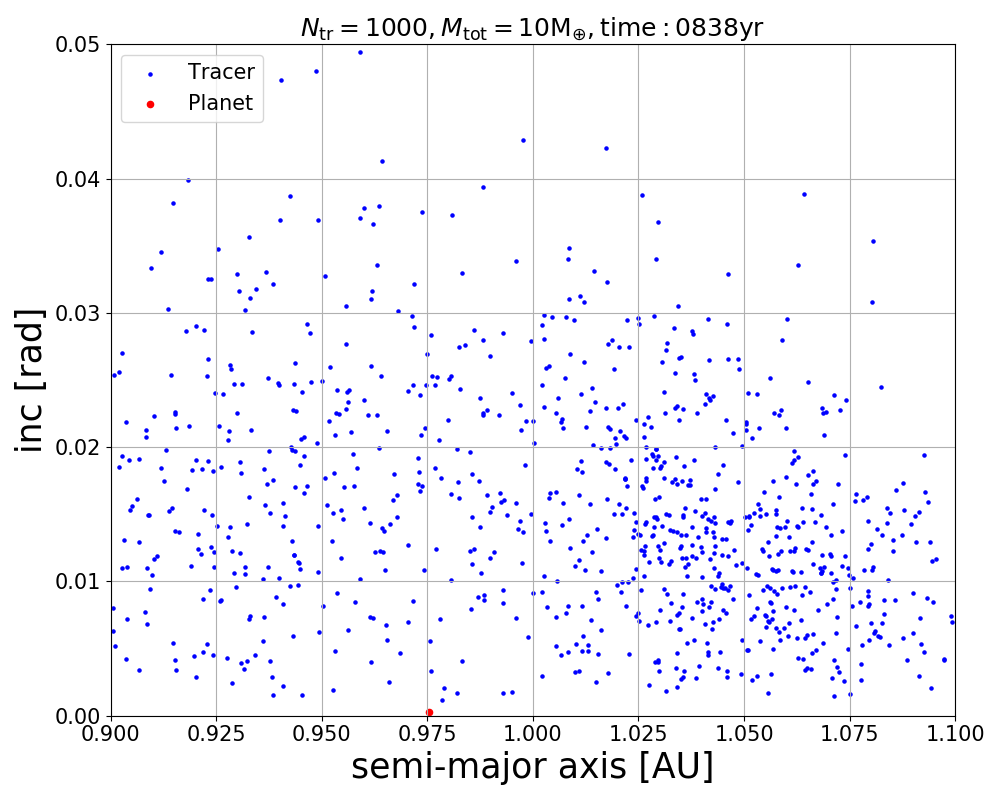 N_tr = 1000, M_tot = 10M_⊕, time : 0838yr
Tracer
Planet
0.05
0.04
0.03
0.02
0.01
0.00
inc [rad]
0.900 0.925 0.950 0.975 1.000 1.025 1.050 1.075 1.100
semi-major axis [AU]